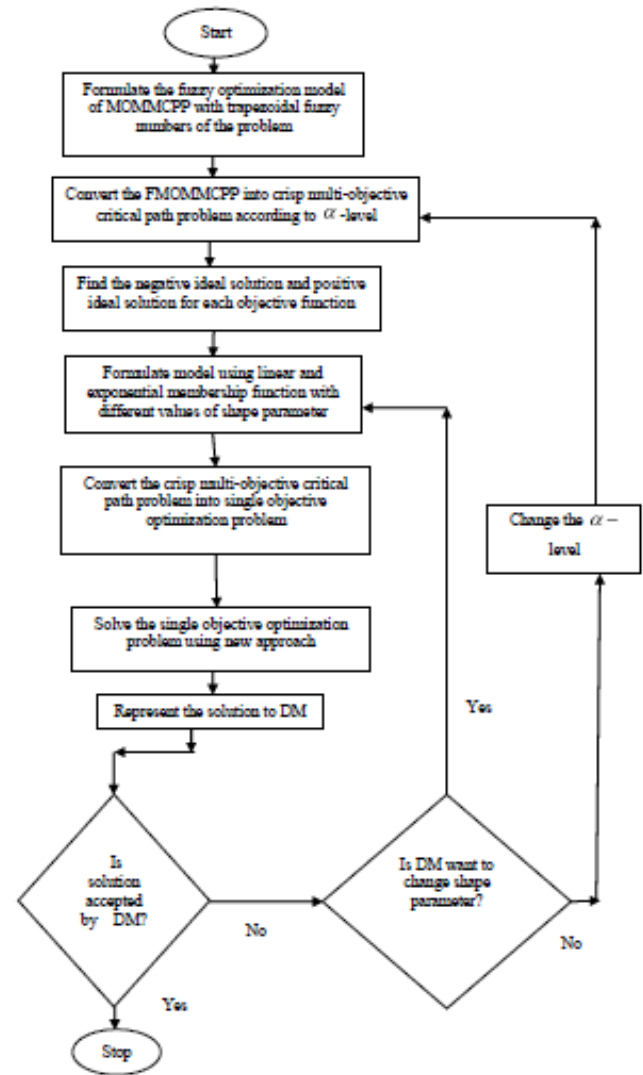 Start
Formulate the fuzzy optimization model
of MOMMCPP with trapezoidal fuzzy
numbers of the problem
Convert the FMOMMCPP into crisp multi-objective
critical path problem according to α -level
Find the negative ideal solution and positive
ideal solution for each objective function
Formulate model using linear and
exponential membership function with
different values of shape parameter
Convert the crisp multi-objective critical
path problem into single objective
optimization problem
Change the α –
level
Solve the single objective optimization
problem using new approach
Represent the solution to DM
Yes
Is
solution
accepted
by DM?
No
Is DM want to
change shape
parameter?
No
Yes
Stop